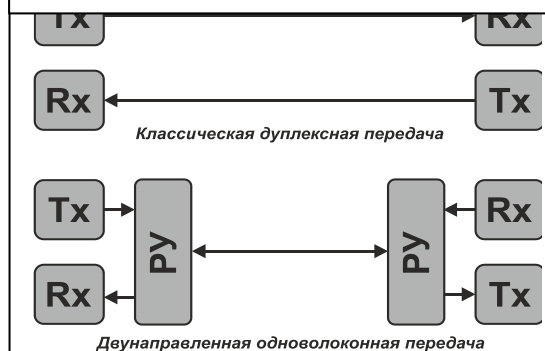 Tx Rx
Rx Tx
Классическая дуплексная передача
Tx РУ РУ Rx
Rx Tx
Двунаправленная одноволоконная передача